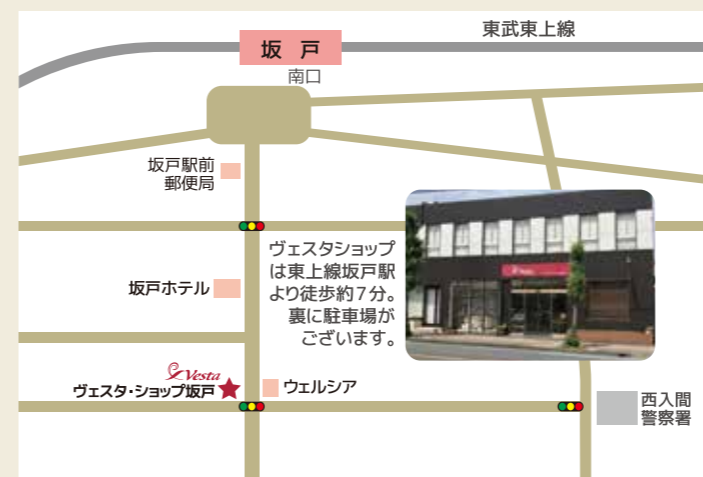 東武東上線
坂 戸
南口
坂戸駅前
郵便局
ヴェスタショップ
は東上線坂戸駅
より徒歩約7分。
裏に駐車場が
ございます。
Vesta
坂戸ホテル
Vesta
ヴェスタ・ショップ坂戸
ウェルシア
西入間
警察署